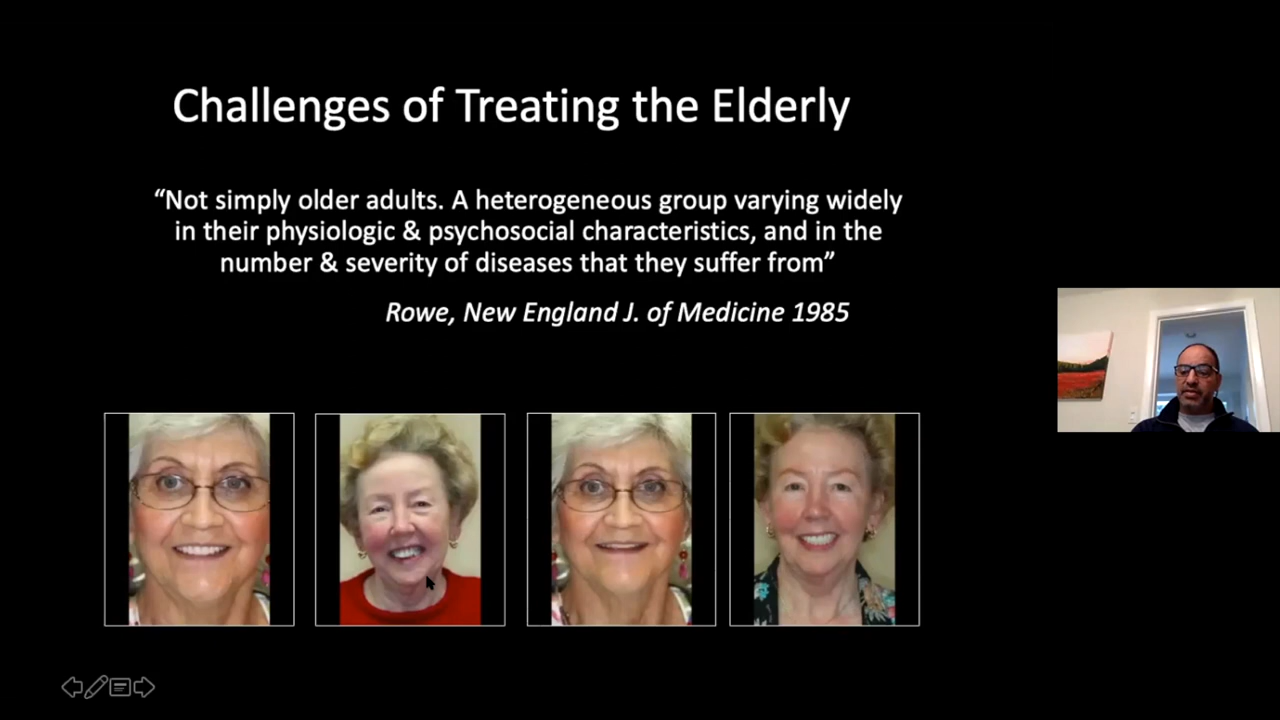 Challenges of Treating the Elderly
“Not simply older adults. A heterogeneous group varying widely
in their physiologic & psychosocial characteristics, and in the
number & severity of diseases that they suffer from”
Rowe, New England J. of Medicine 1985